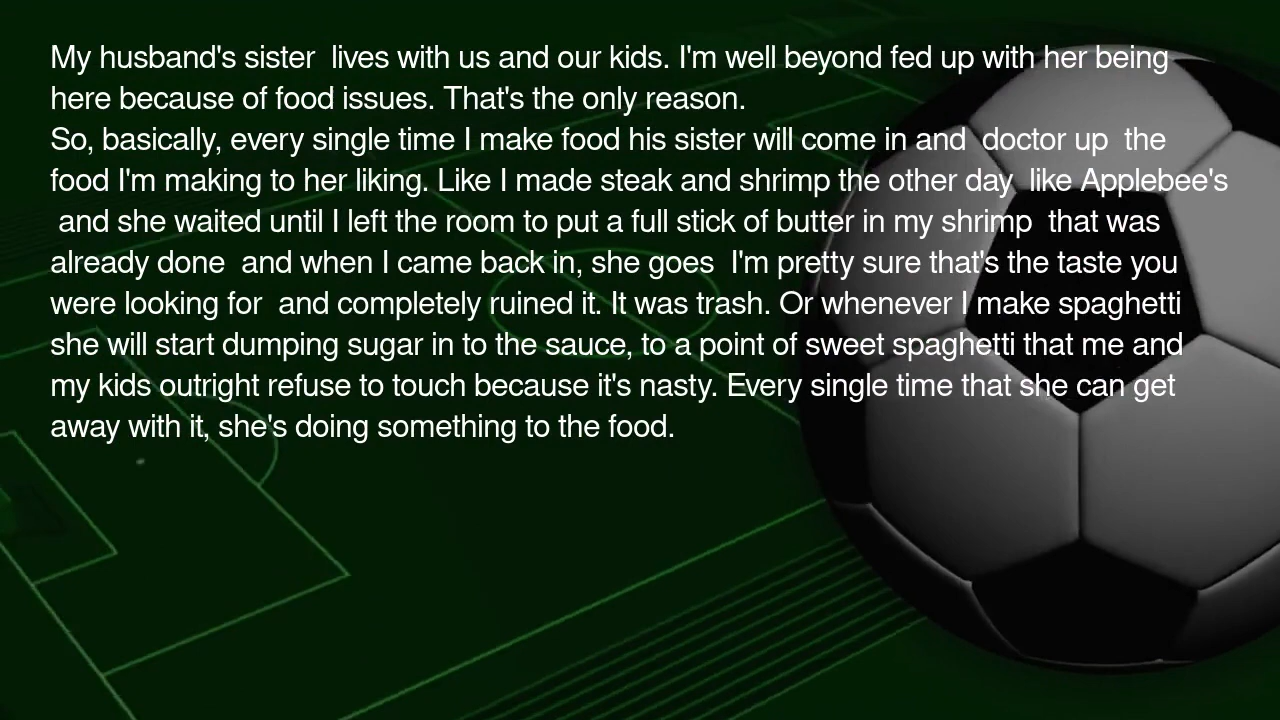 My husband's sister  lives with us and our kids. I'm well beyond fed up with her being
here because of food issues. That's the only reason.
So, basically, every single time I make food his sister will come in and  doctor up  the
food I'm making to her liking. Like I made steak and shrimp the other day  like Applebee's
 and she waited until I left the room to put a full stick of butter in my shrimp  that was
already done  and when I came back in, she goes  I'm pretty sure that's the taste you
were looking for  and completely ruined it. It was trash. Or whenever I make spaghetti
she will start dumping sugar in to the sauce, to a point of sweet spaghetti that me and
my kids outright refuse to touch because it's nasty. Every single time that she can get
away with it, she's doing something to the food.